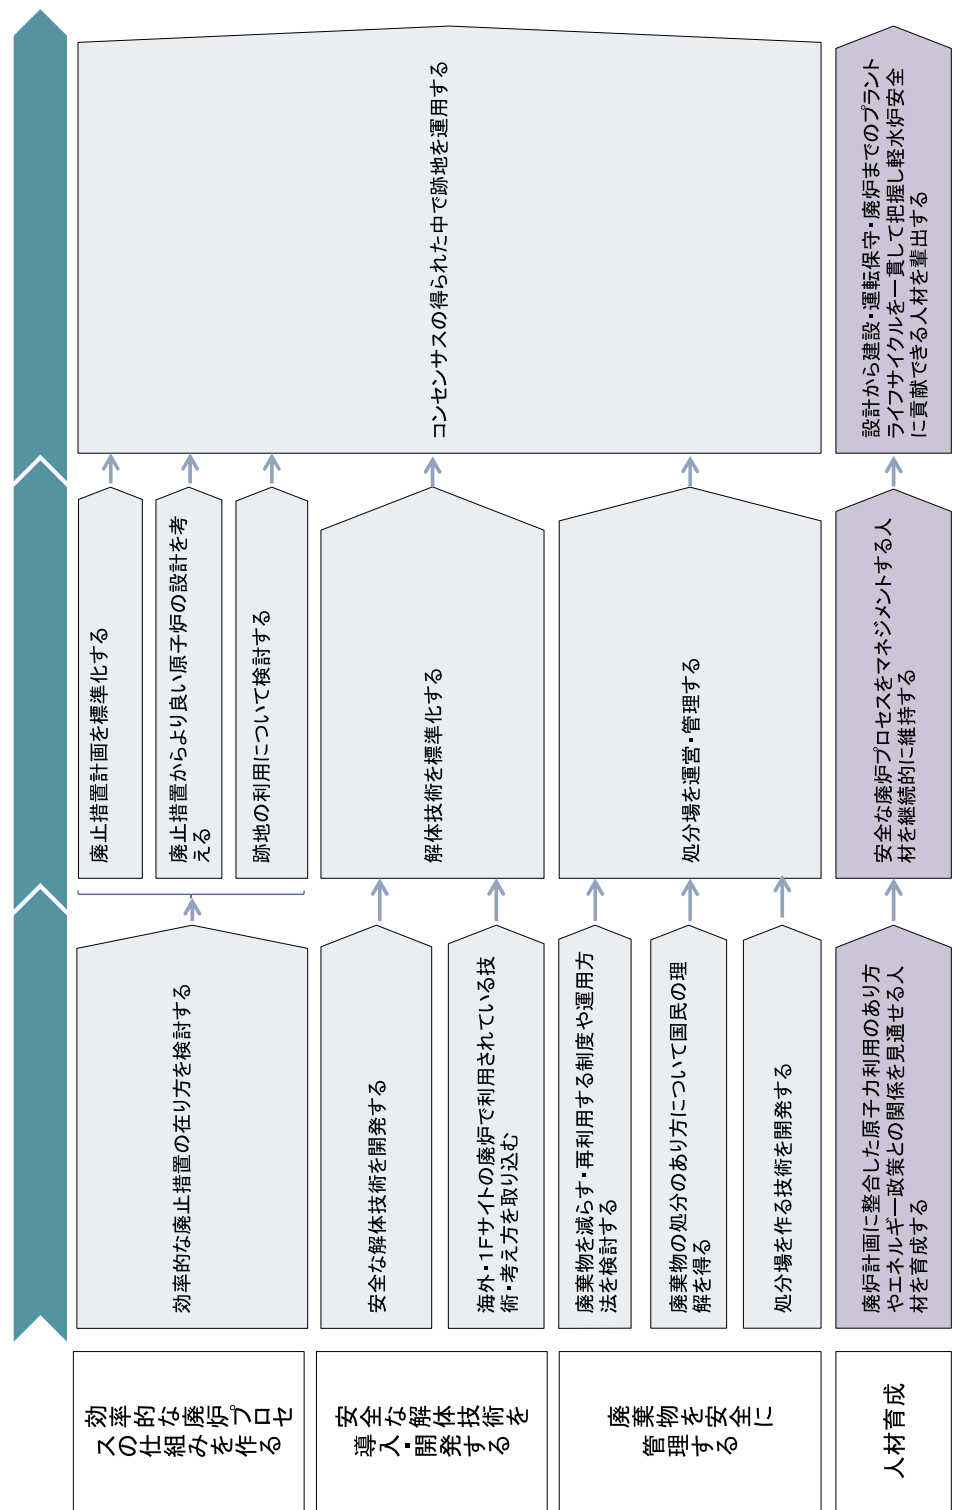 効率的な廃炉プロセ
スの仕組みを作る
効率的な廃止措置の在り方を検討する
廃止措置計画を標準化する
廃止措置からより良い原子炉の設計を考
える
跡地の利用について検討する
安全な解体技術を
導入・開発
する
安全な解体技術を開発する
海外・1Fサイトの廃炉で利用されている技
術・考え方を取り込む
解体技術を標準化する
廃棄物を安全に
管理
する
廃棄物を減らす・再利用する制度や運用方
法を検討する
廃棄物の処分のあり方について国民の理
解を得る
処分場を作る技術を開発する
処分場を運営・管理する
コンセンサスの得られた中で跡地を運用する
人材育成
廃炉計画に整合した原子力利用のあり方
やエネルギー政策との関係を見通せる人
材を育成する
安全な廃炉プロセスをマネジメントする人
材を継続的に維持する
設計から建設・運転保守・廃炉までのプラント
ライフサイクルを一貫して把握し軽水炉安全
に貢献できる人材を輩出する